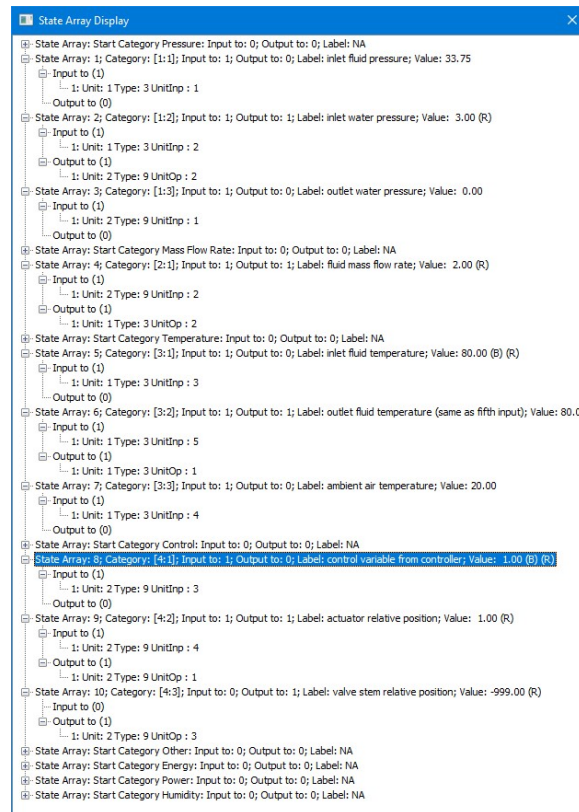 State Array Display
State Array: Start Category Pressure: Input to: 0; Output to: 0; Label: NA
State Array: 1; Category: [1:1]; Input to: 1; Output to: 0; Label: inlet fluid pressure; Value: 33.75
Input to (1)
1: Unit: 1 Type: 3 UnitInp : 1
Output to (0)
State Array: 2; Category: [1:2]; Input to: 1; Output to: 1; Label: inlet water pressure; Value: 3.00 (R)
Input to (1)
1: Unit: 1 Type: 3 UnitInp : 2
Output to (1)
1: Unit: 2 Type: 9 UnitOp : 2
State Array: 3; Category: [1:3]; Input to: 1; Output to: 0; Label: outlet water pressure; Value: 0.00
Input to (1)
1: Unit: 2 Type: 9 UnitInp : 1
Output to (0)
State Array: Start Category Mass Flow Rate: Input to: 0; Output to: 0; Label: NA
State Array: 4; Category: [2:1]; Input to: 1; Output to: 1; Label: fluid mass flow rate; Value: 2.00 (R)
Input to (1)
1: Unit: 2 Type: 9 UnitInp : 2
Output to (1)
1: Unit: 1 Type: 3 UnitOp : 2
State Array: Start Category Temperature: Input to: 0; Output to: 0; Label: NA
State Array: 5; Category: [3:1]; Input to: 1; Output to: 0; Label: inlet fluid temperature; Value: 80.00 (B) (R)
Input to (1)
1: Unit: 1 Type: 3 UnitInp : 3
Output to (0)
State Array: 6; Category: [3:2]; Input to: 1; Output to: 1; Label: outlet fluid temperature (same as fifth input); Value: 80.0
Input to (1)
1: Unit: 1 Type: 3 UnitInp : 5
Output to (1)
1: Unit: 1 Type: 3 UnitOp : 1
State Array: 7; Category: [3:3]; Input to: 1; Output to: 0; Label: ambient air temperature; Value: 20.00
Input to (1)
1: Unit: 1 Type: 3 UnitInp : 4
Output to (0)
State Array: Start Category Control: Input to: 0; Output to: 0; Label: NA
State Array: 8; Category: [4:1]; Input to: 1; Output to: 0; Label: control variable from controller; Value: 1.00 (B) (R)
Input to (1)
1: Unit: 2 Type: 9 UnitInp : 3
Output to (0)
State Array: 9; Category: [4:2]; Input to: 1; Output to: 1; Label: actuator relative position; Value: 1.00 (R)
Input to (1)
1: Unit: 2 Type: 9 UnitInp : 4
Output to (1)
1: Unit: 2 Type: 9 UnitOp : 1
State Array: 10; Category: [4:3]; Input to: 0; Output to: 1; Label: valve stem relative position; Value: -999.00 (R)
Input to (0)
Output to (1)
1: Unit: 2 Type: 9 UnitOp : 3
State Array: Start Category Other: Input to: 0; Output to: 0; Label: NA
State Array: Start Category Energy: Input to: 0; Output to: 0; Label: NA
State Array: Start Category Power: Input to: 0; Output to: 0; Label: NA
State Array: Start Category Humidity: Input to: 0; Output to: 0; Label: NA